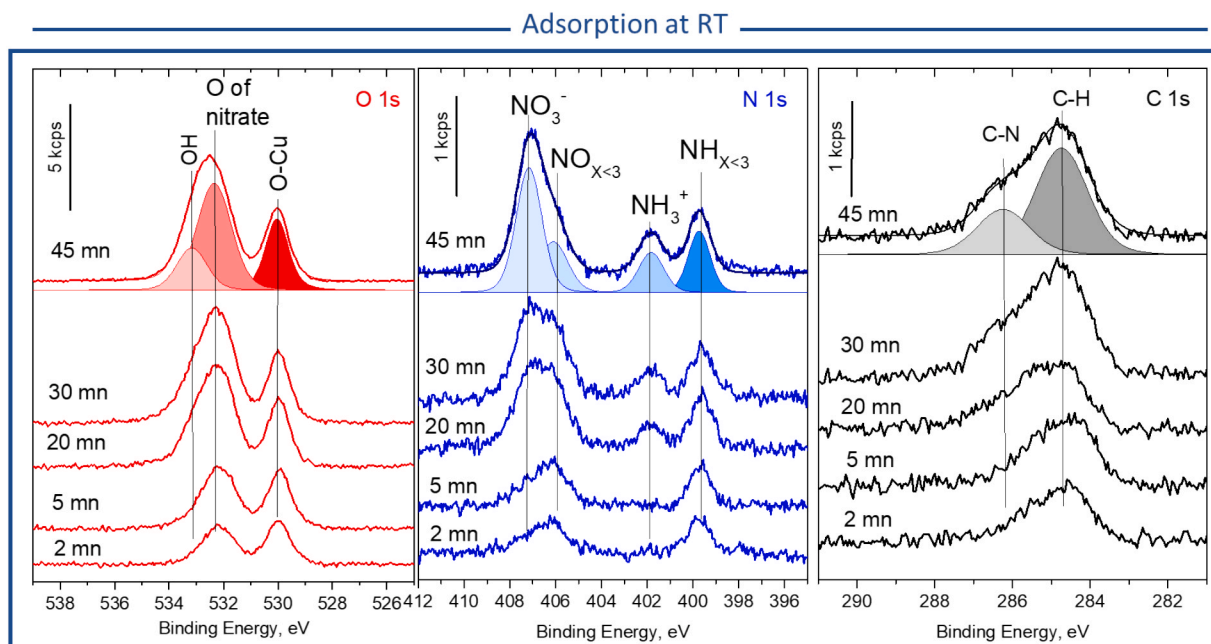 Adsorption at RT
O of
nitrate
O 1s
5 kcps
OH
O-Cu
45 mn
30 mn
20 mn
5 mn
2 mn
538 536 534 532 530 528 526
Binding Energy, eV
N 1s
1 kcps
NO3-
NOX<3
NH3+
NHX<3
45 mn
30 mn
20 mn
5 mn
2 mn
412 410 408 406 404 402 400 398 396
Binding Energy, eV
C 1s
1 kcps
C-N
C-H
45 mn
30 mn
20 mn
5 mn
2 mn
290 288 286 284 282
Binding Energy, eV